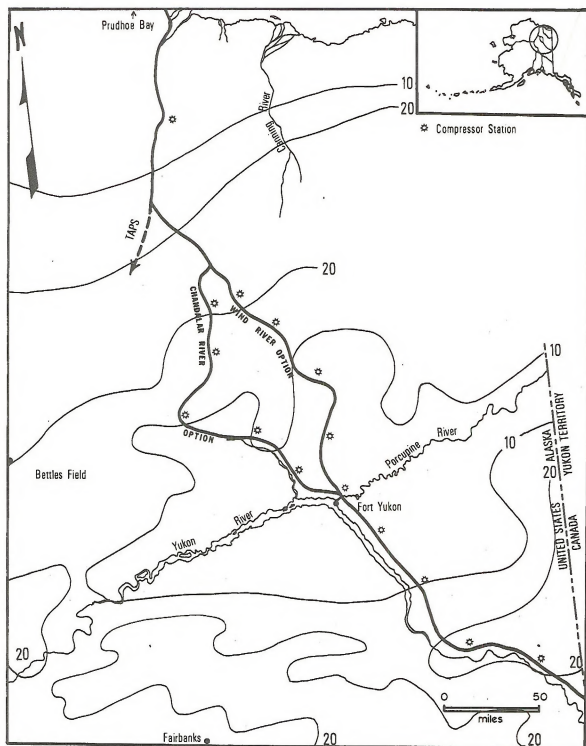 Prudhoe Bay
N
10
20
Canning River
Compressor Station
TAPS
20
CHANDALAR RIVER
OPTION
WIND RIVER OPTION
10
Porcupine River
10
20
ALASKA
YUKON TERRITORY
UNITED STATES
CANADA
Bettles Field
Fort Yukon
Yukon River
20
20
0 50
miles
Fairbanks
20
20